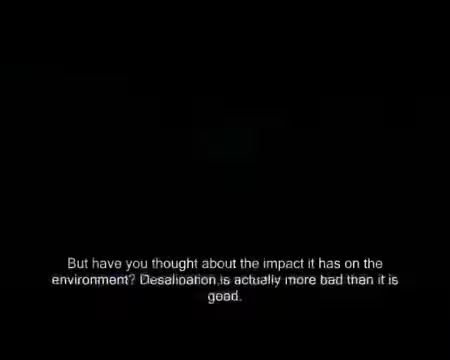 But have you thought about the impact it has on the
environment? Desalination is actually more bad than it is
good.